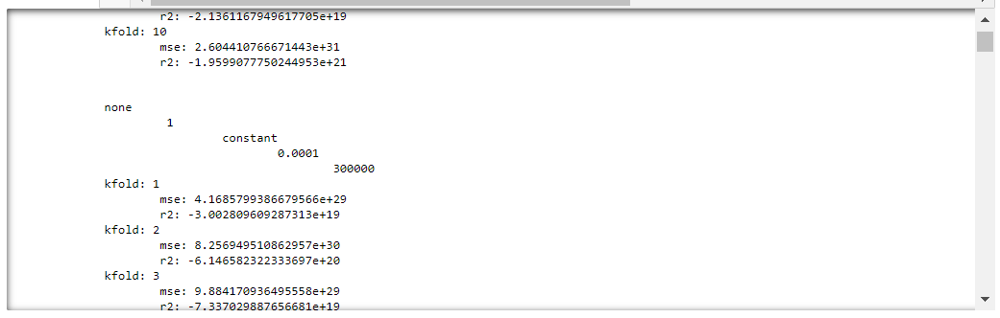 r2: -2.1361167949617705e+19
kfold: 10
mse: 2.604410766671443e+31
r2: -1.9599077750244953e+21
none
1
constant
0.0001
300000
kfold: 1
mse: 4.1685799386679566e+29
r2: -3.002809609287313e+19
kfold: 2
mse: 8.256949510862957e+30
r2: -6.146582322333697e+20
kfold: 3
mse: 9.884170936495558e+29
r2: -7.337029887656681e+19